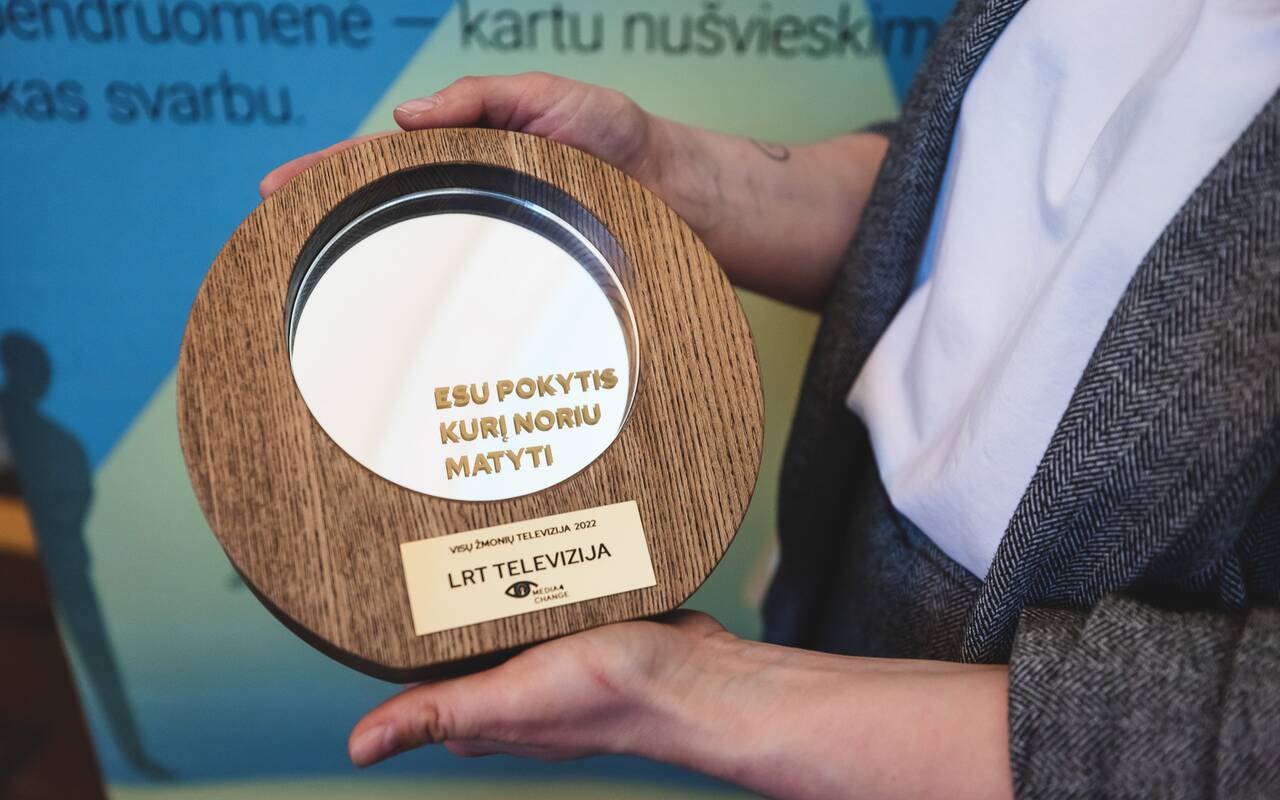 bendruomenė — kartu nušvieskim
kas svarbu.
ESU POKYTIS
KURĮ NORIU
MATYTI
VISŲ ŽMONIŲ TELEVIZIJA 2022
LRT TELEVIZIJA
MEDIA4
CHANGE